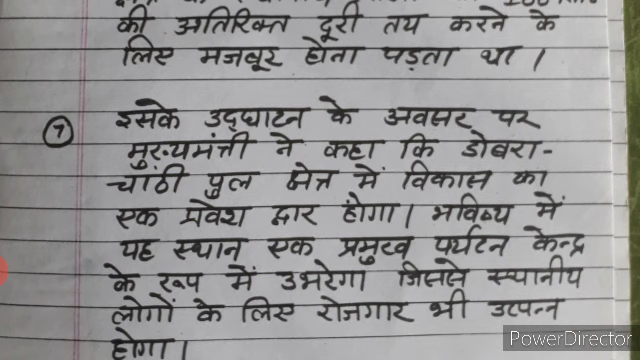 की अतिरिक्त दूरी तय करने के
लिए मजबूर होना पड़ता था।
7 इसके उद्घाटन के अवसर पर
मुख्यमंत्री ने कहा कि डोबरा-
चांठी पुल क्षेत्र में विकास का
एक प्रवेश द्वार होगा। भविष्य में
यह स्थान एक प्रमुख पर्यटन केन्द्र
के रूप में उभरेगा जिससे स्थानीय
लोगों के लिए रोजगार भी उत्पन्न
होगा।
PowerDirector